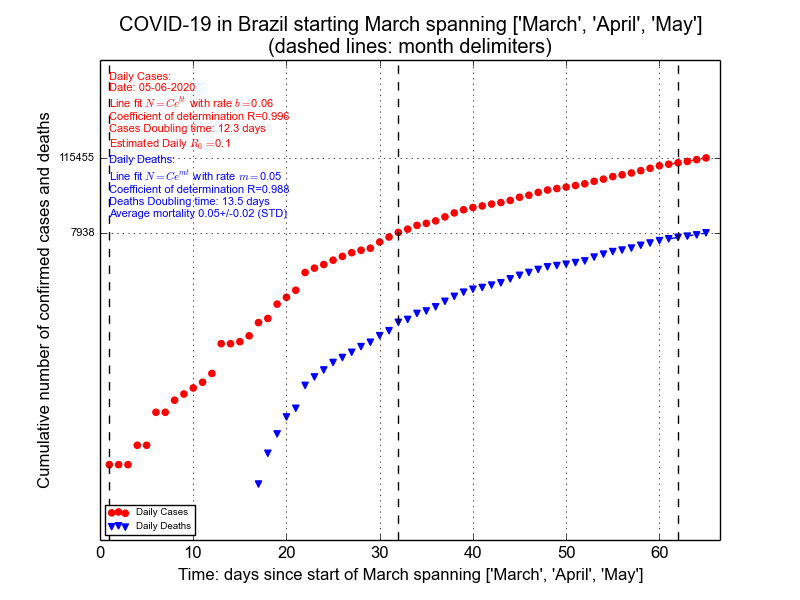 COVID-19 in Brazil starting March spanning ['March', 'April', 'May']
(dashed lines: month delimiters)
Daily Cases:
Date: 05-06-2020
Line fit N = Ce^{bt} with rate b =0.06
Coefficient of determination R=0.996
Cases Doubling time: 12.3 days
Estimated Daily R_0 =0.1
Daily Deaths:
Line fit N = Ce^{mt} with rate m =0.05
Coefficient of determination R=0.988
Deaths Doubling time: 13.5 days
Average mortality 0.05+/-0.02 (STD)
115455
7938
Cumulative number of confirmed cases and deaths
Daily Cases
Daily Deaths
0 10 20 30 40 50 60
Time: days since start of March spanning ['March', 'April', 'May']